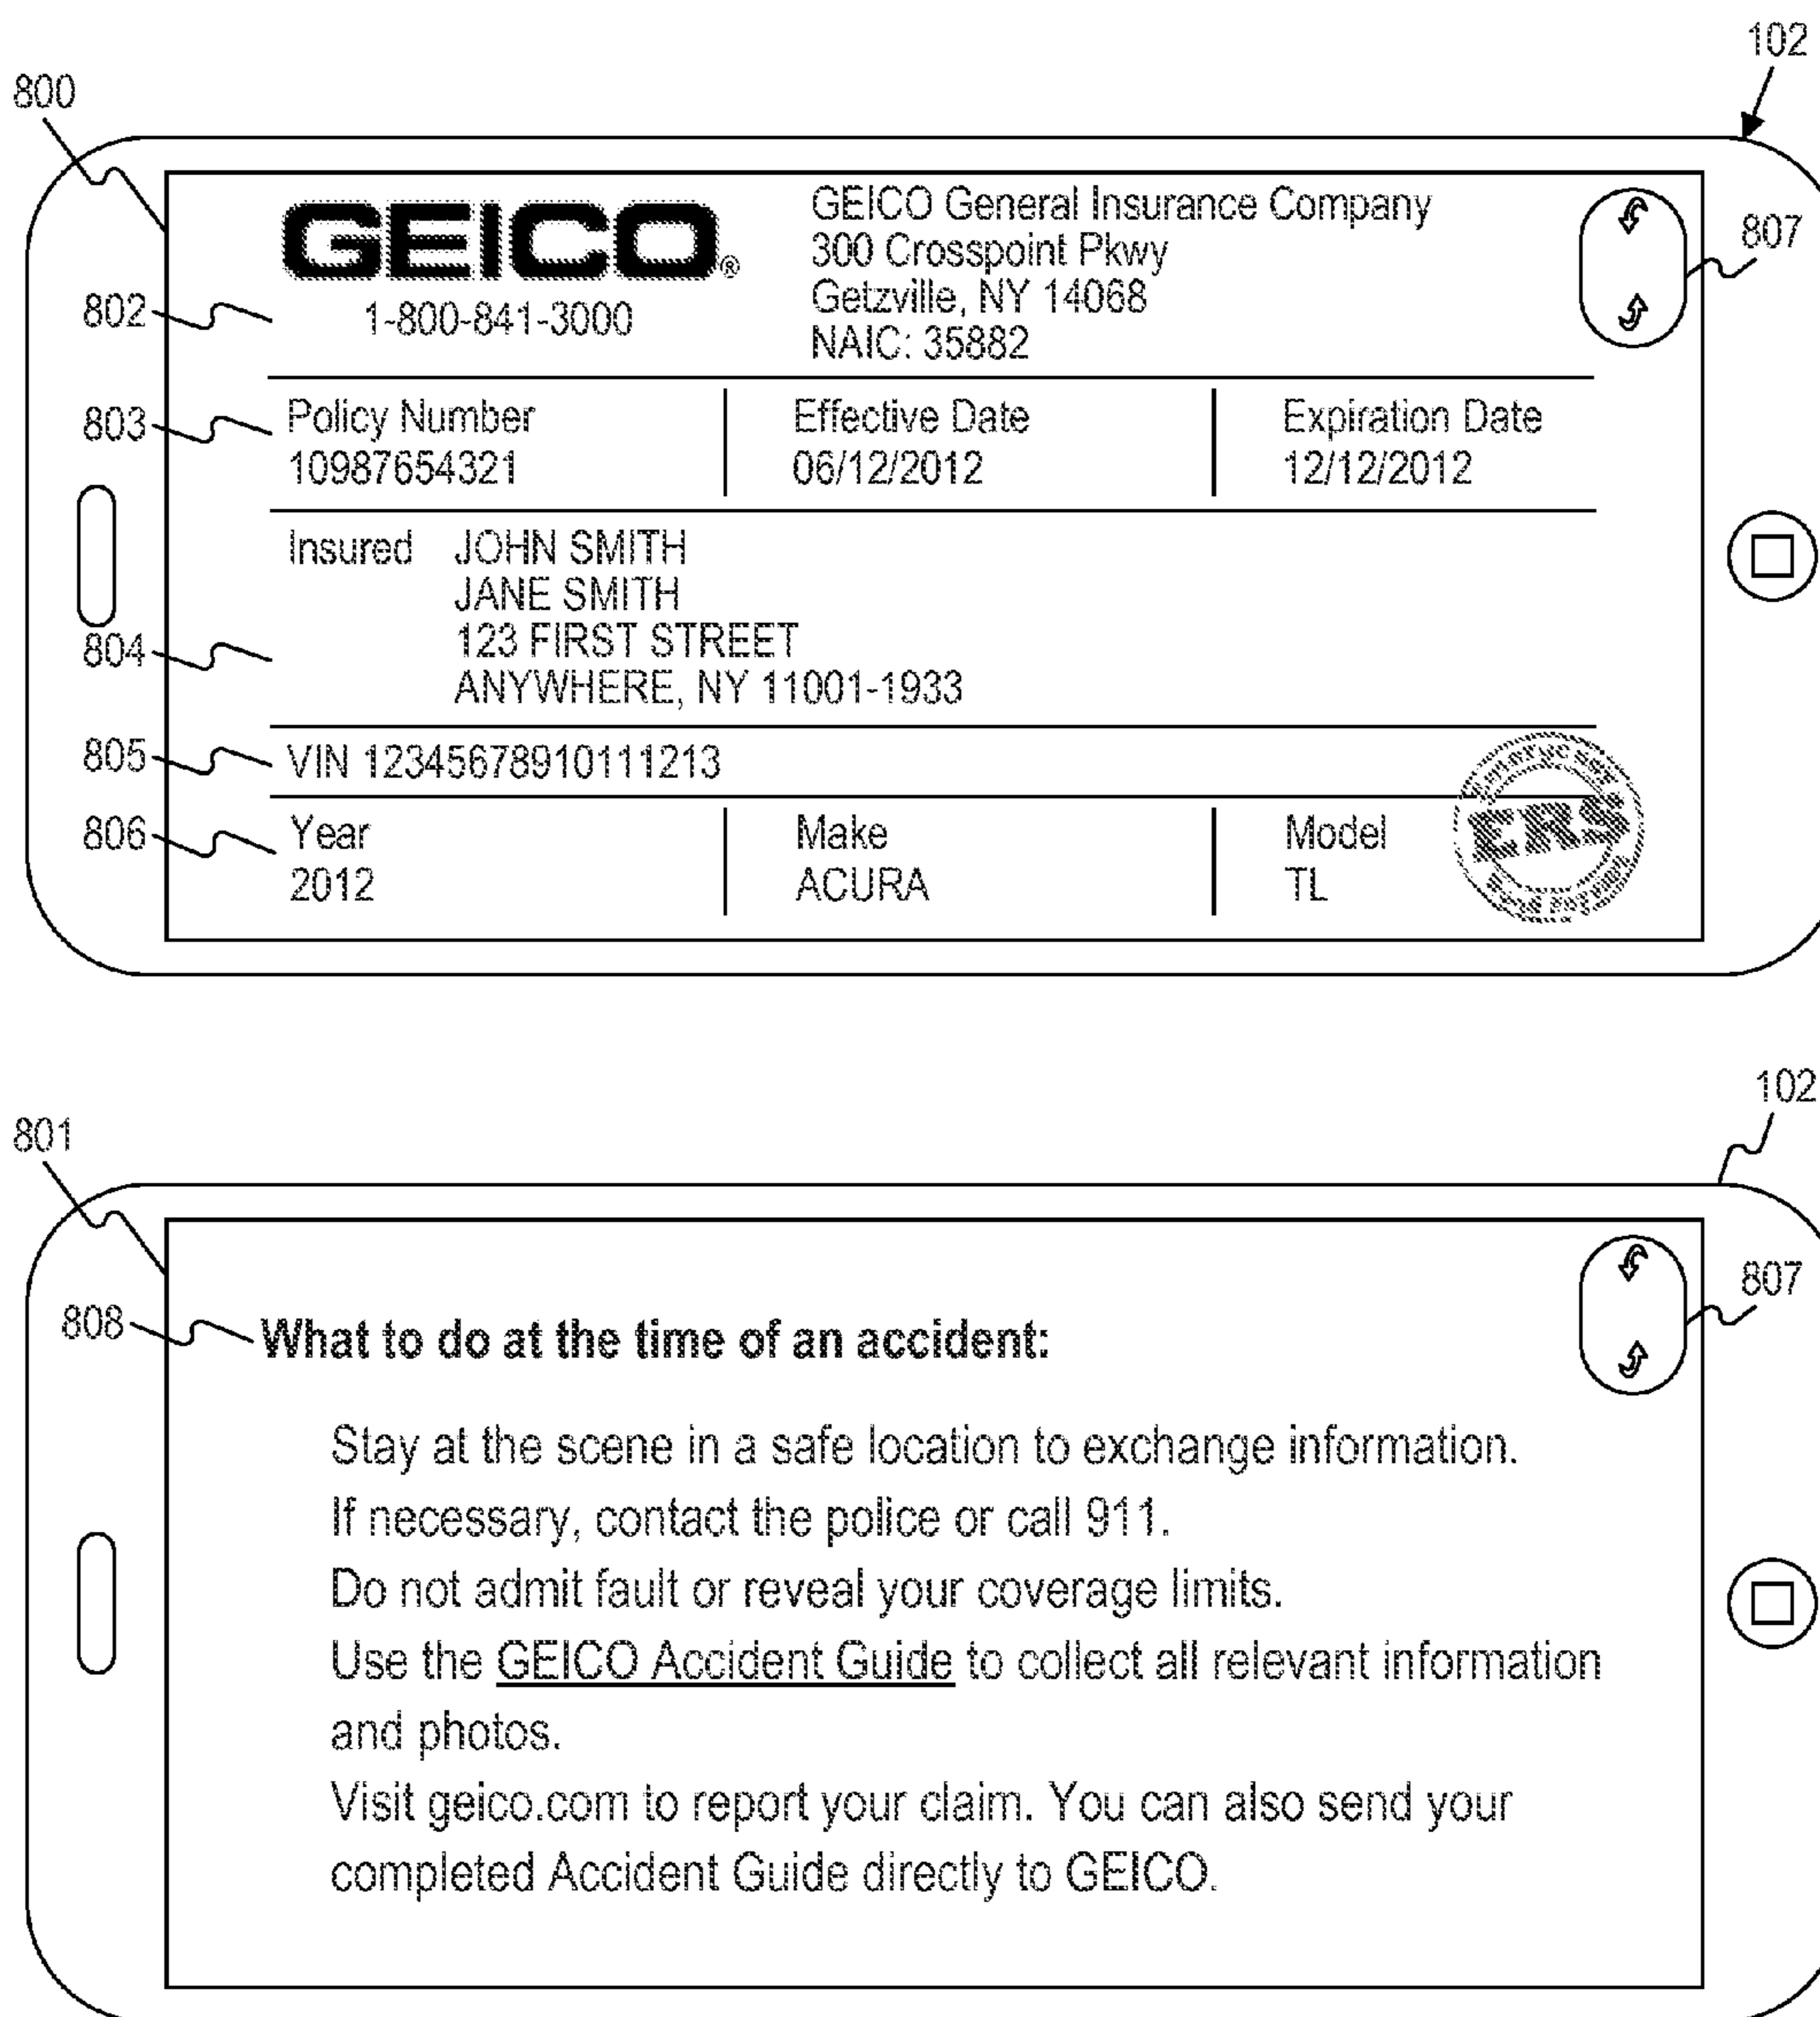 102
800
GEICO®
1-800-841-3000
GEICO General Insurance Company
300 Crosspoint Pkwy
Getzville, NY 14068
NAIC: 35882
807
802
803
Policy Number
10987654321
Effective Date
06/12/2012
Expiration Date
12/12/2012
804
Insured JOHN SMITH
JANE SMITH
123 FIRST STREET
ANYWHERE, NY 11001-1933
805
VIN 12345678910111213
806
Year
2012
Make
ACURA
Model
TL
ERS
102
801
807
808
What to do at the time of an accident:
Stay at the scene in a safe location to exchange information.
If necessary, contact the police or call 911.
Do not admit fault or reveal your coverage limits.
Use the GEICO Accident Guide to collect all relevant information
and photos.
Visit geico.com to report your claim. You can also send your
completed Accident Guide directly to GEICO.